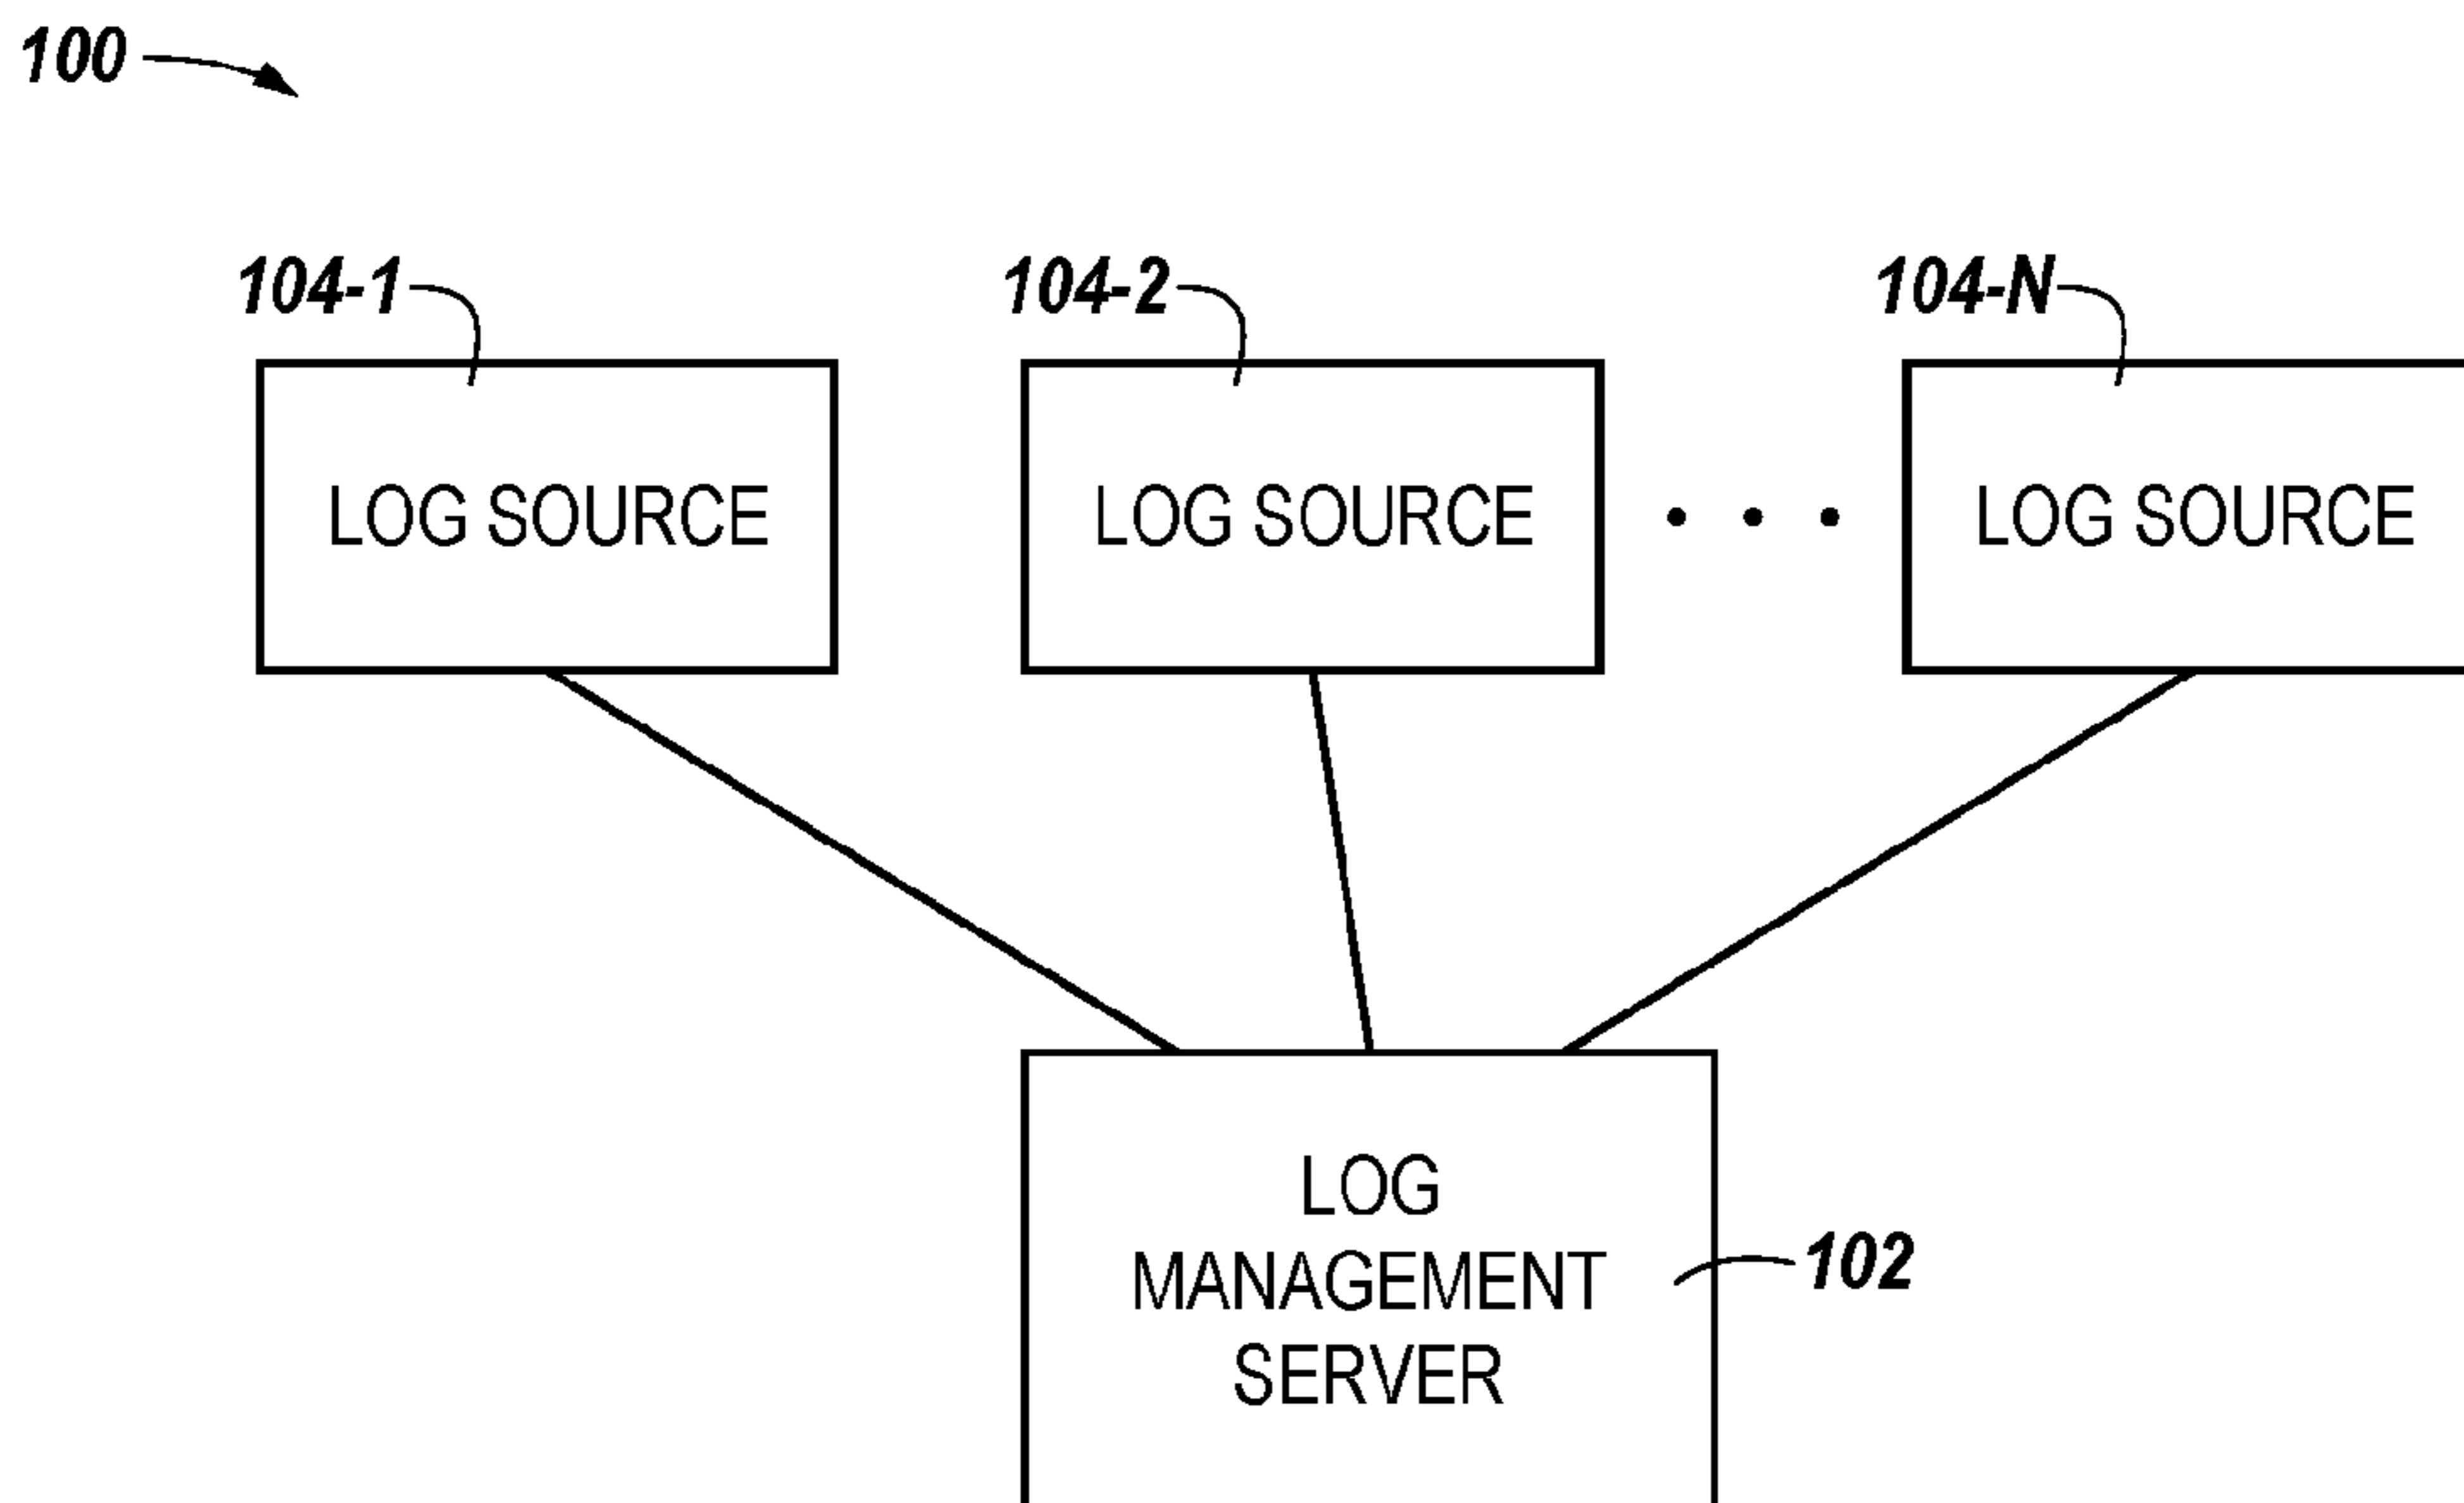 100
104-1
104-2
104-N
LOG SOURCE
LOG SOURCE
LOG SOURCE
LOG
MANAGEMENT
SERVER
102